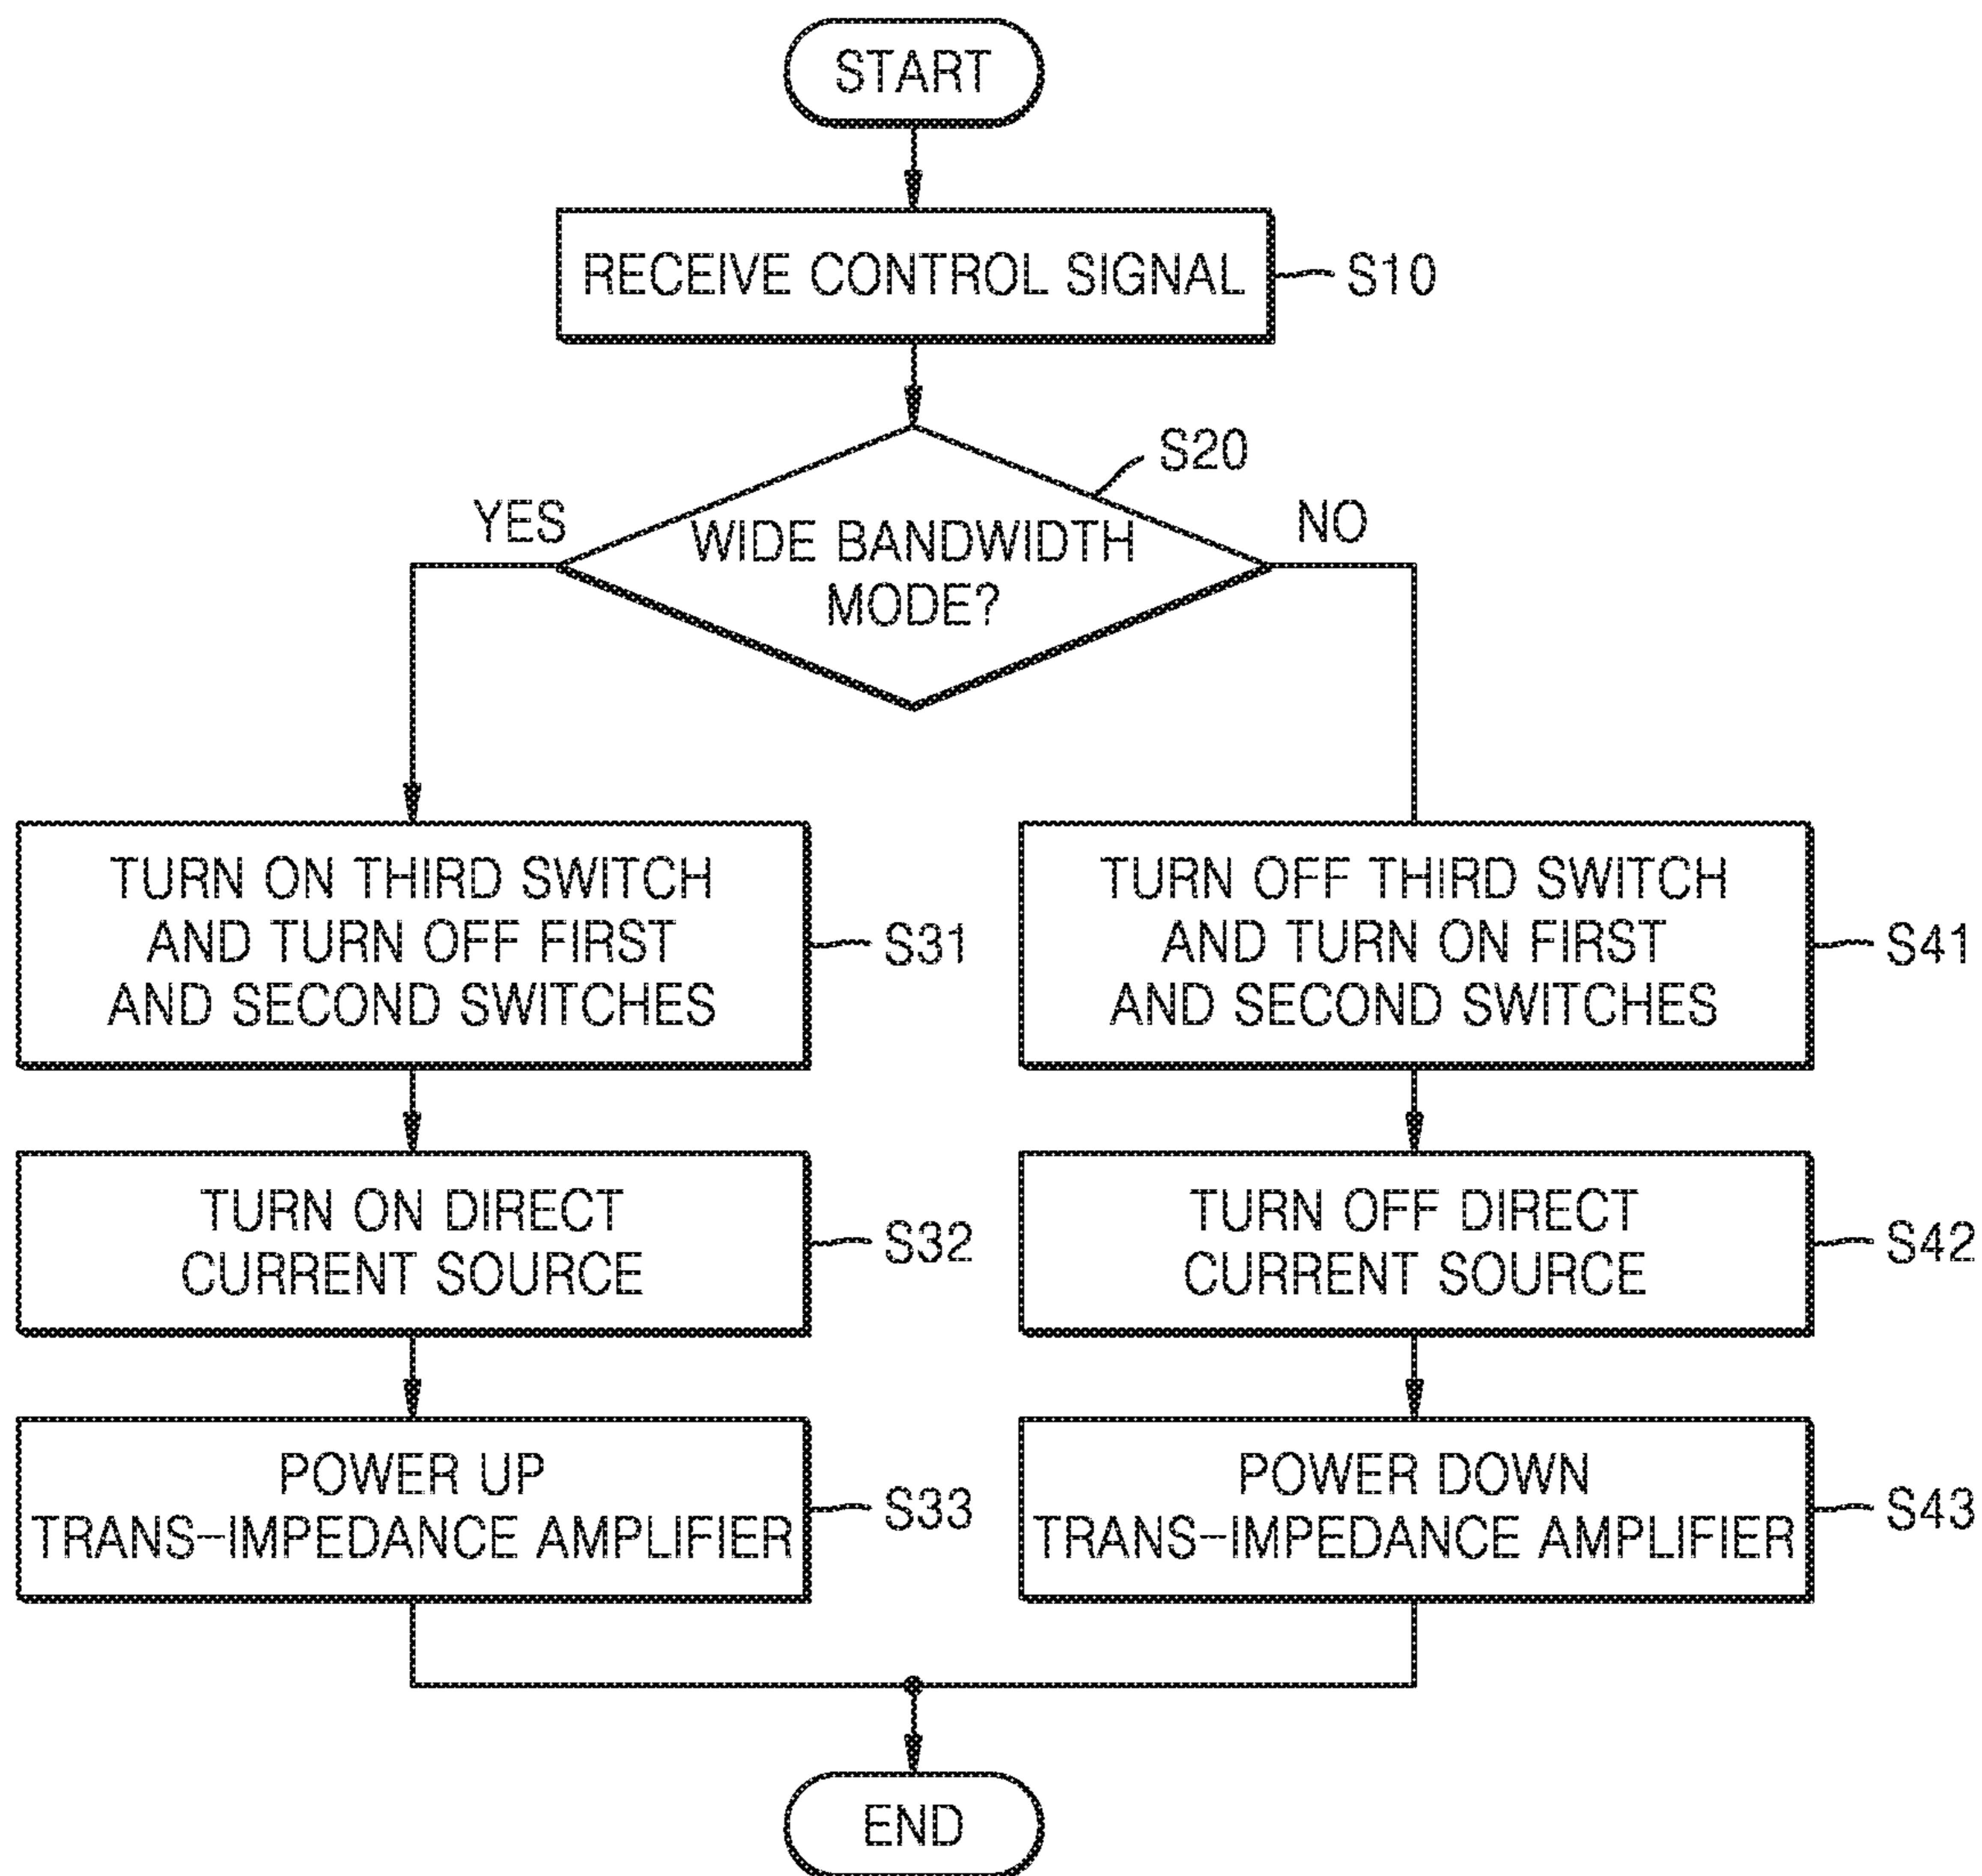 START
RECEIVE CONTROL SIGNAL
S10
S20
YES
NO
WIDE BANDWIDTH
MODE?
TURN ON THIRD SWITCH
AND TURN OFF FIRST
AND SECOND SWITCHES
S31
TURN OFF THIRD SWITCH
AND TURN ON FIRST
AND SECOND SWITCHES
S41
TURN ON DIRECT
CURRENT SOURCE
S32
TURN OFF DIRECT
CURRENT SOURCE
S42
POWER UP
TRANS-IMPEDANCE AMPLIFIER
S33
POWER DOWN
TRANS-IMPEDANCE AMPLIFIER
S43
END